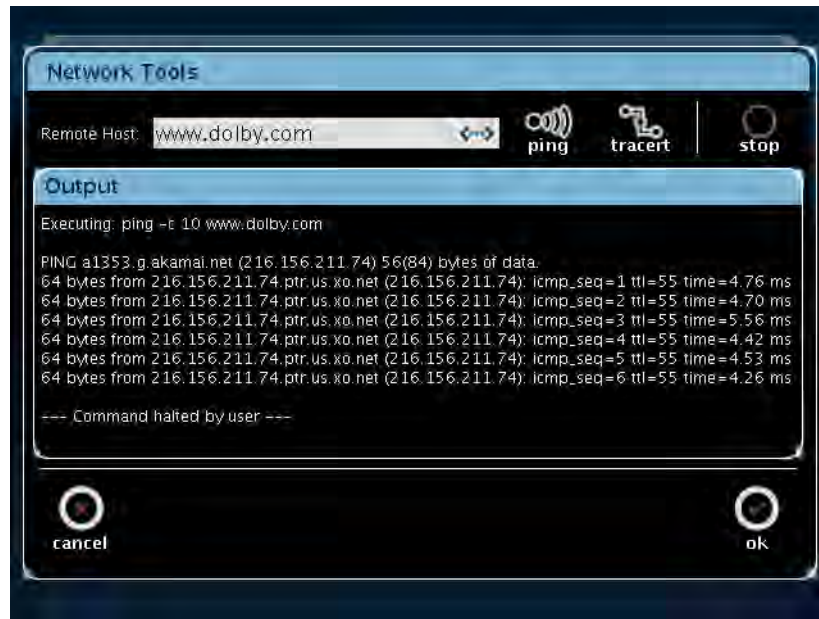 Network Tools
Remote Host: www.dolby.com
ping
tracert
stop
Output
Executing: ping -c 10 www.dolby.com
PING a1353.g.akamai.net (216.156.211.74) 56(84) bytes of data.
64 bytes from 216.156.211.74.ptr.us.xo.net (216.156.211.74): icmp_seq=1 ttl=55 time=4.76 ms
64 bytes from 216.156.211.74.ptr.us.xo.net (216.156.211.74): icmp_seq=2 ttl=55 time=4.70 ms
64 bytes from 216.156.211.74.ptr.us.xo.net (216.156.211.74): icmp_seq=3 ttl=55 time=5.56 ms
64 bytes from 216.156.211.74.ptr.us.xo.net (216.156.211.74): icmp_seq=4 ttl=55 time=4.42 ms
64 bytes from 216.156.211.74.ptr.us.xo.net (216.156.211.74): icmp_seq=5 ttl=55 time=4.53 ms
64 bytes from 216.156.211.74.ptr.us.xo.net (216.156.211.74): icmp_seq=6 ttl=55 time=4.26 ms
--- Command halted by user ---
cancel
ok